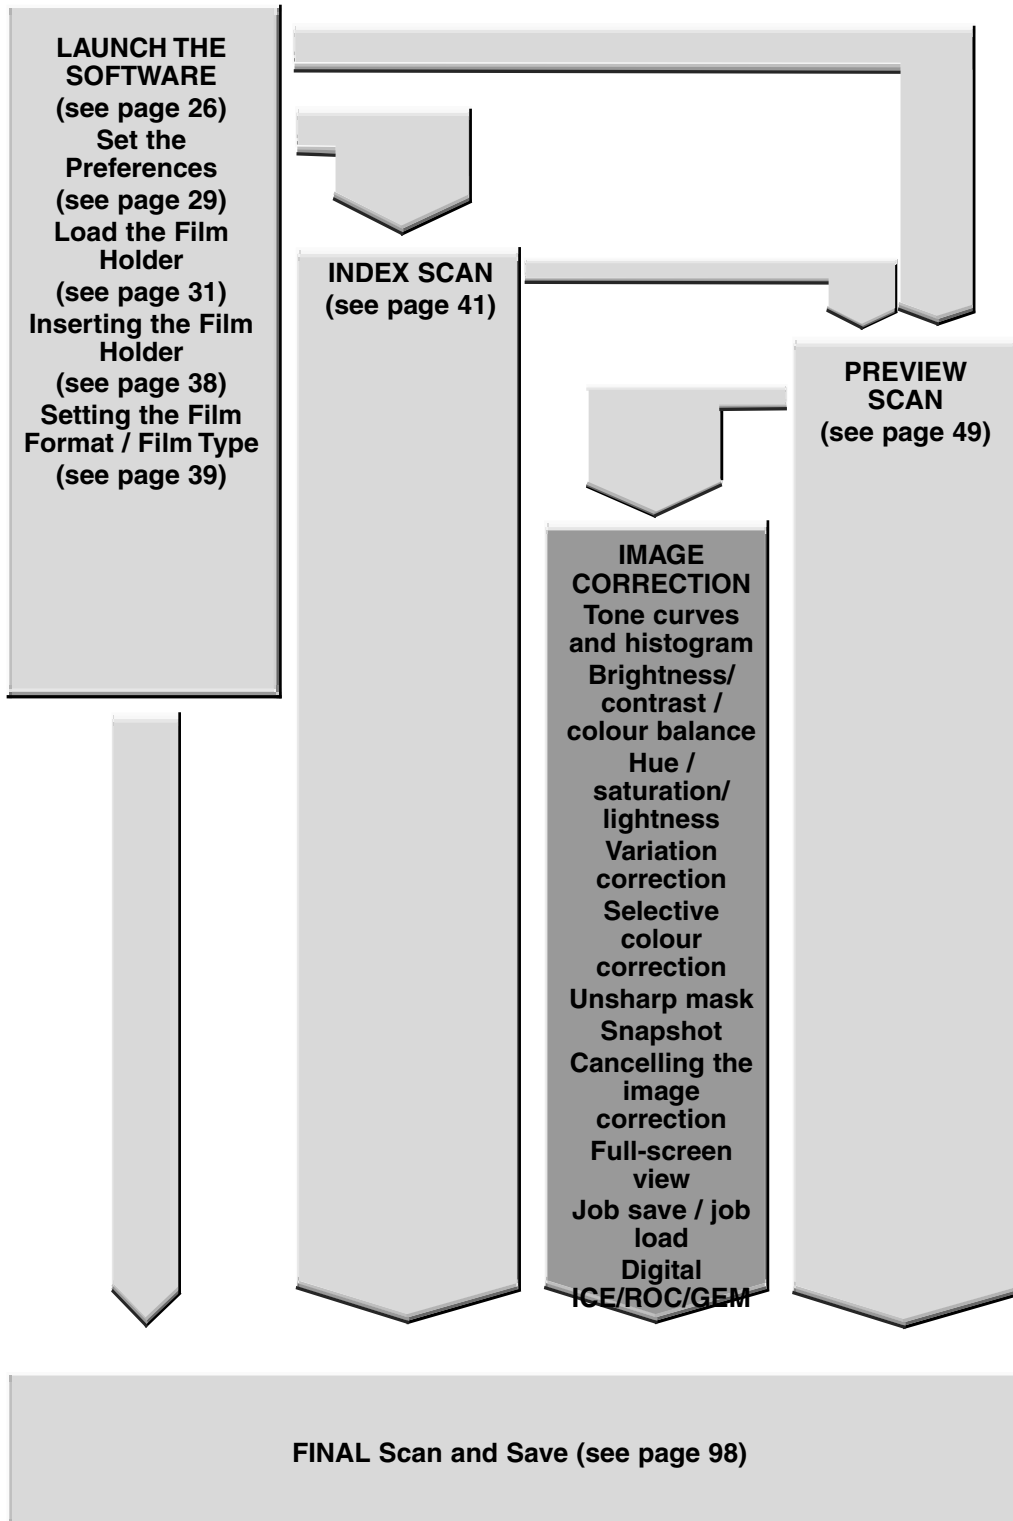 LAUNCH THE
SOFTWARE
(see page 26)
Set the
Preferences
(see page 29)
Load the Film
Holder
(see page 31)
Inserting the Film
Holder
(see page 38)
Setting the Film
Format / Film Type
(see page 39)
INDEX SCAN
(see page 41)
PREVIEW
SCAN
(see page 49)
IMAGE
CORRECTION
Tone curves
and histogram
Brightness/
contrast /
colour balance
Hue /
saturation/
lightness
Variation
correction
Selective
colour
correction
Unsharp mask
Snapshot
Cancelling the
image
correction
Full-screen
view
Job save / job
load
Digital
ICE/ROC/GEM
FINAL Scan and Save (see page 98)